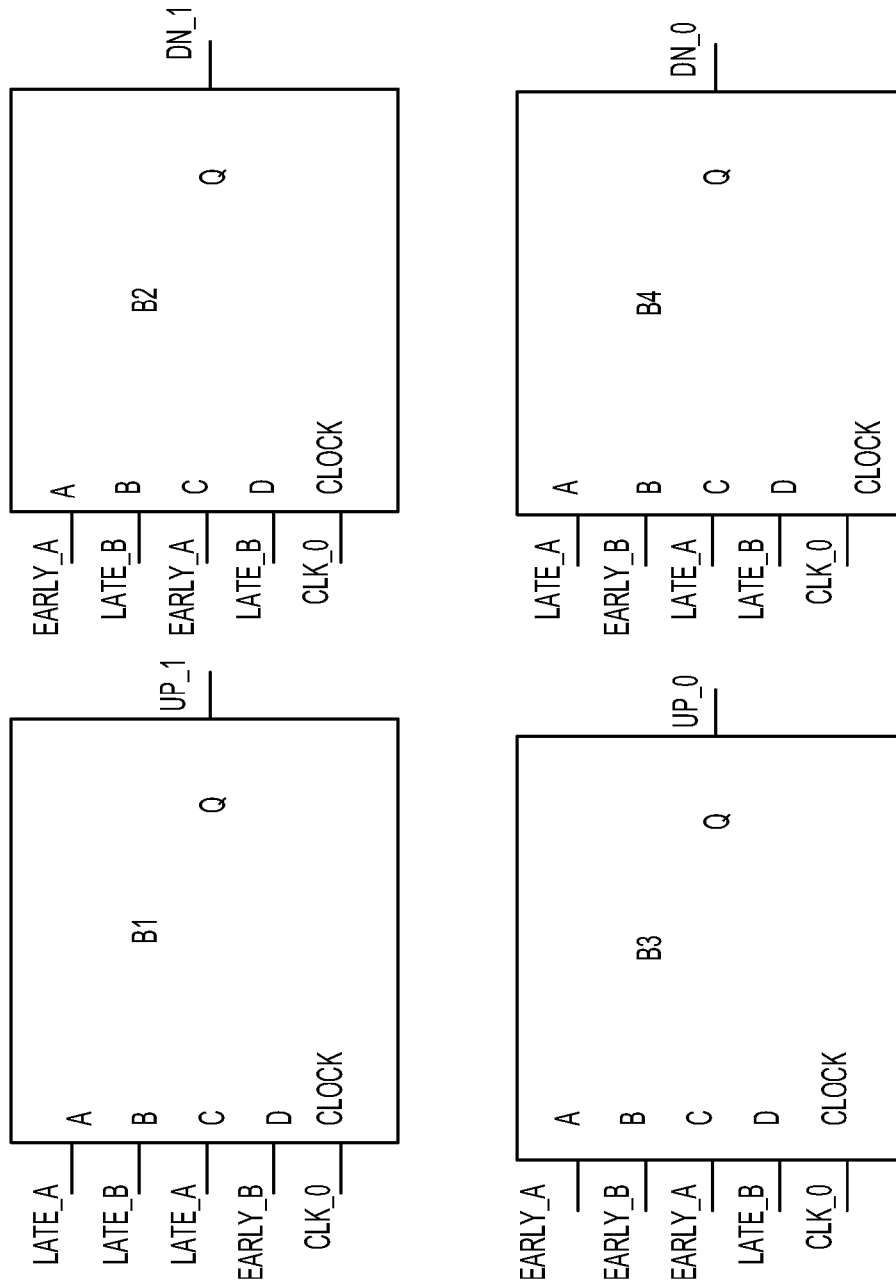 LATE_A
A
LATE_B
B
B1
LATE_A
C
Q
UP_1
EARLY_B
D
CLK_0
CLOCK
EARLY_A
A
LATE_B
B
B2
EARLY_A
C
Q
DN_1
LATE_B
D
CLK_0
CLOCK
EARLY_A
A
EARLY_B
B
B3
EARLY_A
C
Q
UP_0
LATE_B
D
CLK_0
CLOCK
LATE_A
A
EARLY_B
B
B4
LATE_A
C
Q
DN_0
LATE_B
D
CLK_0
CLOCK